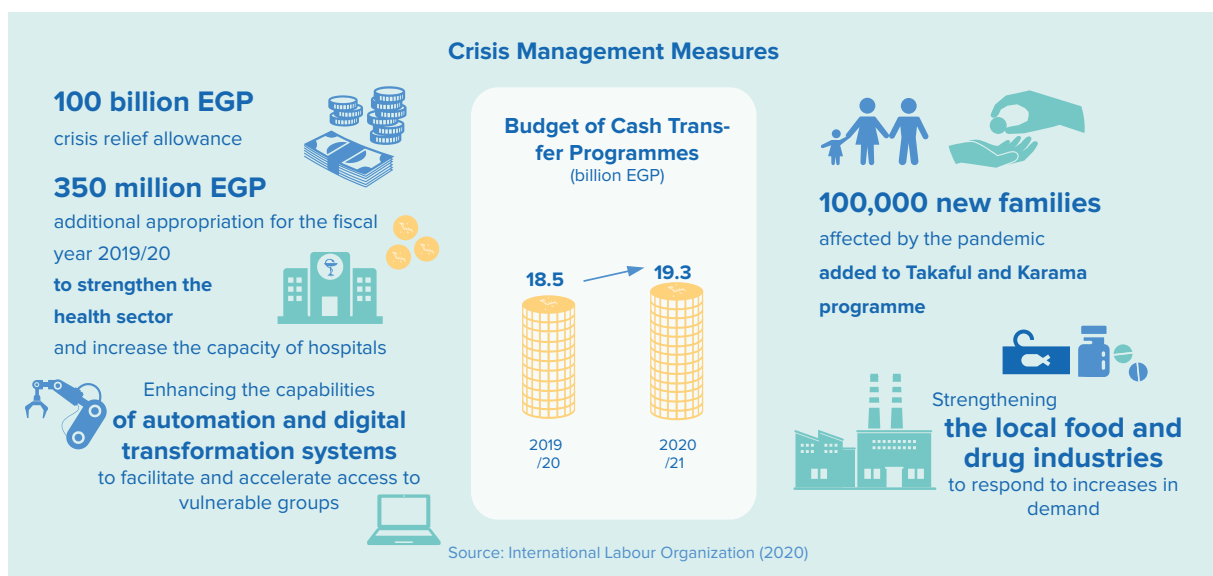 Crisis Management Measures
100 billion EGP
crisis relief allowance
350 million EGP
additional appropriation for the fiscal
year 2019/20
to strengthen the
health sector
and increase the capacity of hospitals
Enhancing the capabilities
of automation and digital
transformation systems
to facilitate and accelerate access to
vulnerable groups
Budget of Cash Trans-
fer Programmes
(billion EGP)
18.5
19.3
2019
/20
2020
/21
100,000 new families
affected by the pandemic
added to Takaful and Karama
programme
Strengthening
the local food and
drug industries
to respond to increases in
demand
Source: International Labour Organization (2020)